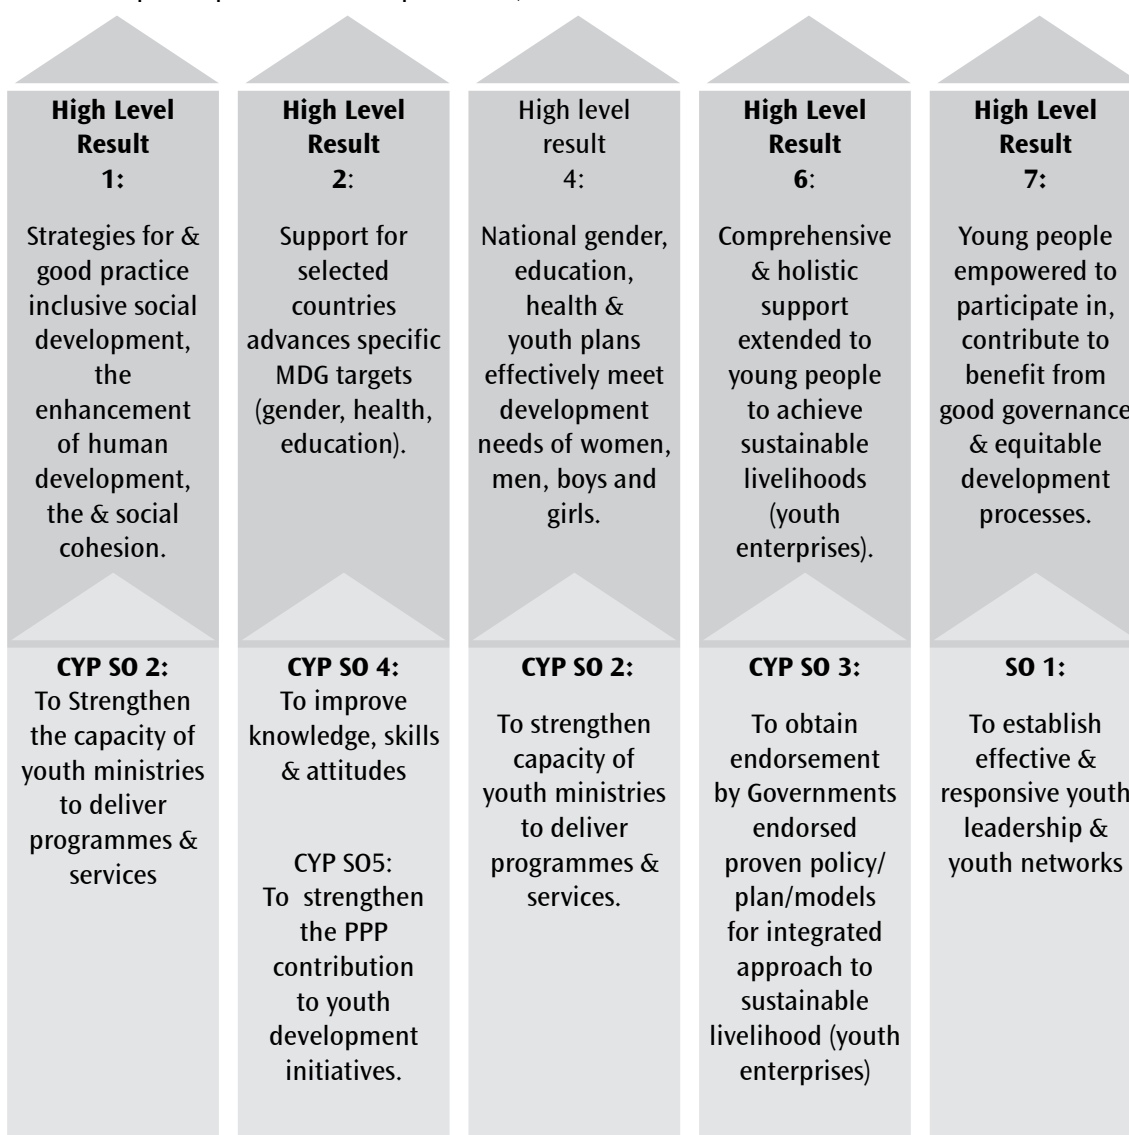 High Level
Result
1:
Strategies for &
good practice
inclusive social
development,
the
enhancement
of human
development,
the & social
cohesion.
CYP SO 2:
To Strengthen
the capacity of
youth ministries
to deliver
programmes &
services
High Level
Result
2:
Support for
selected
countries
advances specific
MDG targets
(gender, health,
education).
CYP SO 4:
To improve
knowledge, skills
& attitudes
CYP SO5:
To strengthen
the PPP
contribution
to youth
development
initiatives.
High level
result
4:
National gender,
education,
health &
youth plans
effectively meet
development
needs of women,
men, boys and
girls.
CYP SO 2:
To strengthen
capacity of
youth ministries
to deliver
programmes &
services.
High Level
Result
6:
Comprehensive
& holistic
support
extended to
young people
to achieve
sustainable
livelihoods
(youth
enterprises).
CYP SO 3:
To obtain
endorsement
by Governments
endorsed
proven policy/
plan/models
for integrated
approach to
sustainable
livelihood (youth
enterprises)
High Level
Result
7:
Young people
empowered to
participate in,
contribute to
benefit from
good governance
& equitable
development
processes.
SO 1:
To establish
effective &
responsive youth
leadership &
youth networks